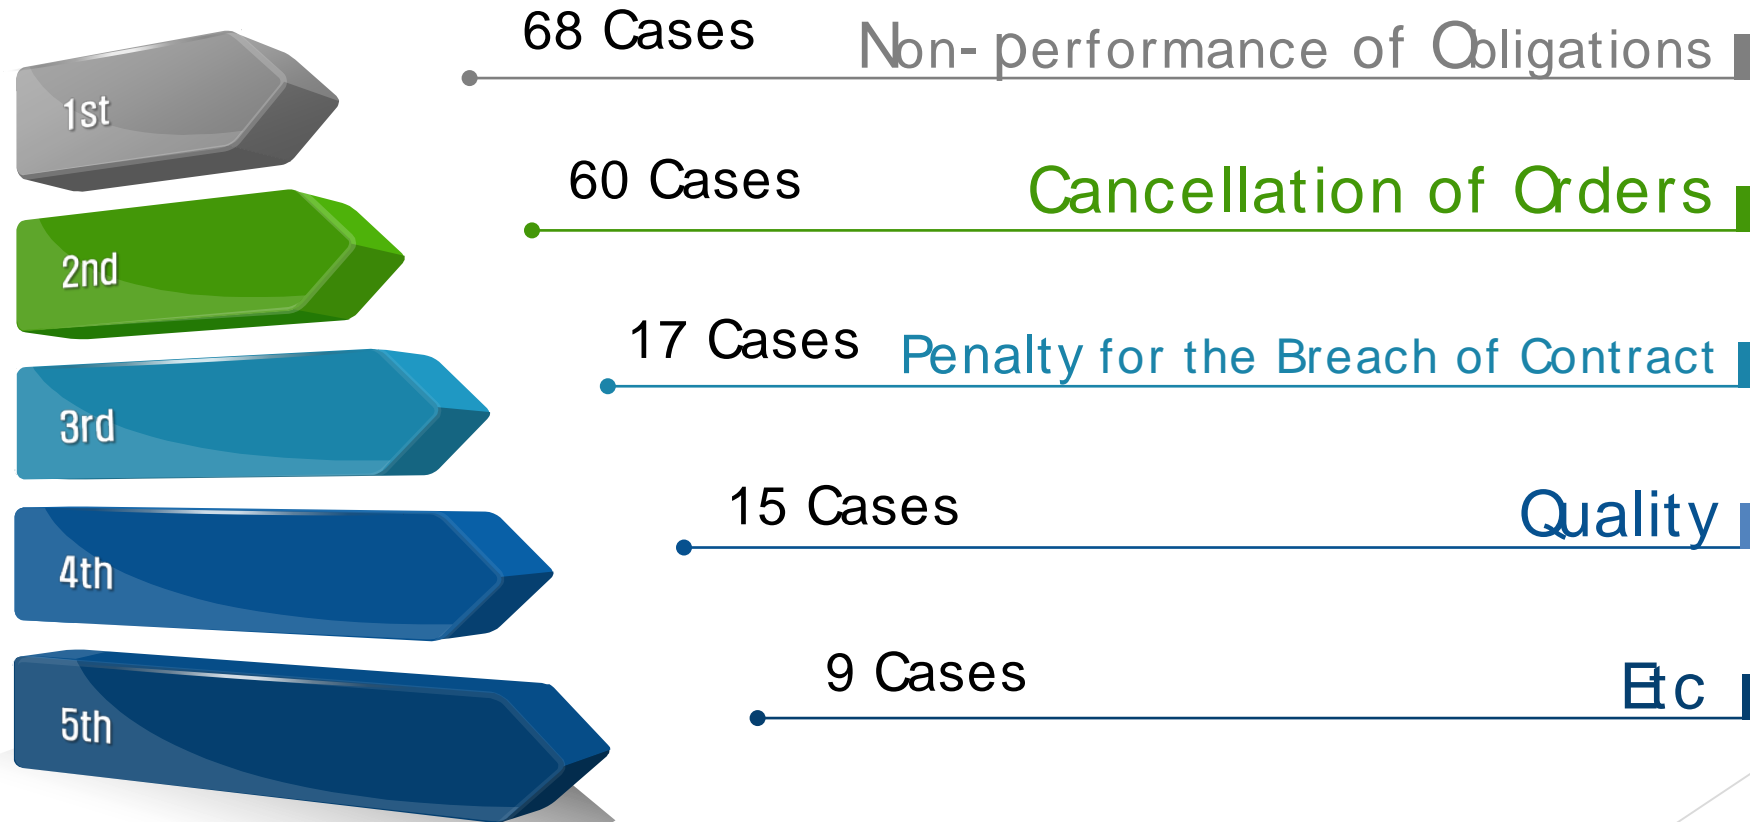 1st
68 Cases
Non-performance of Obligations
2nd
60 Cases
Cancellation of Orders
3rd
17 Cases
Penalty for the Breach of Contract
4th
15 Cases
Quality
5th
9 Cases
Etc